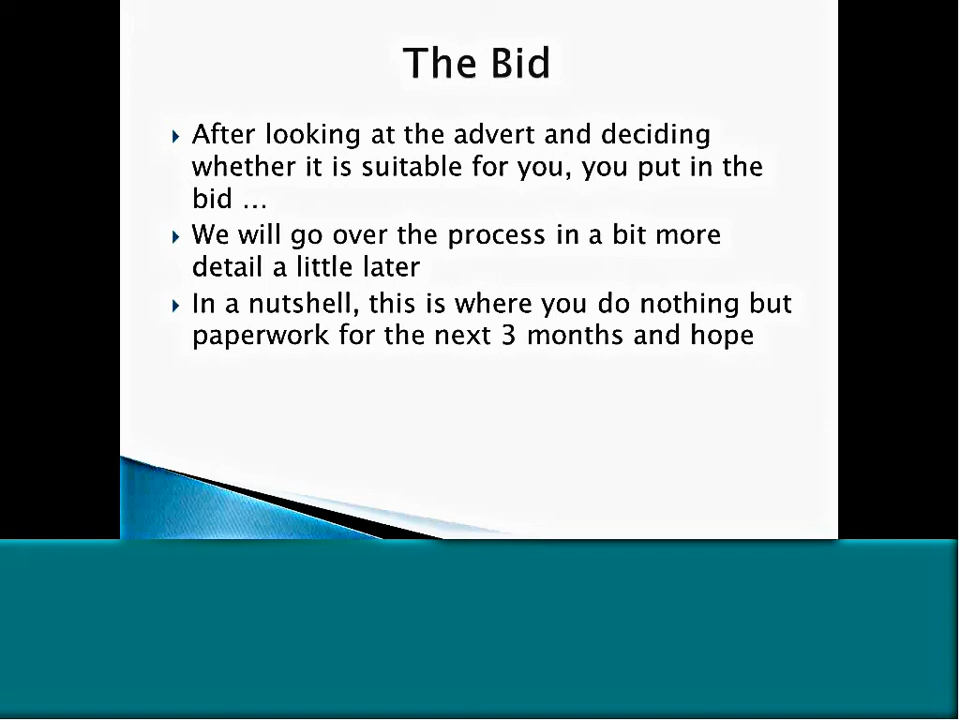 The Bid
After looking at the advert and deciding
whether it is suitable for you, you put in the
bid …
We will go over the process in a bit more
detail a little later
In a nutshell, this is where you do nothing but
paperwork for the next 3 months and hope